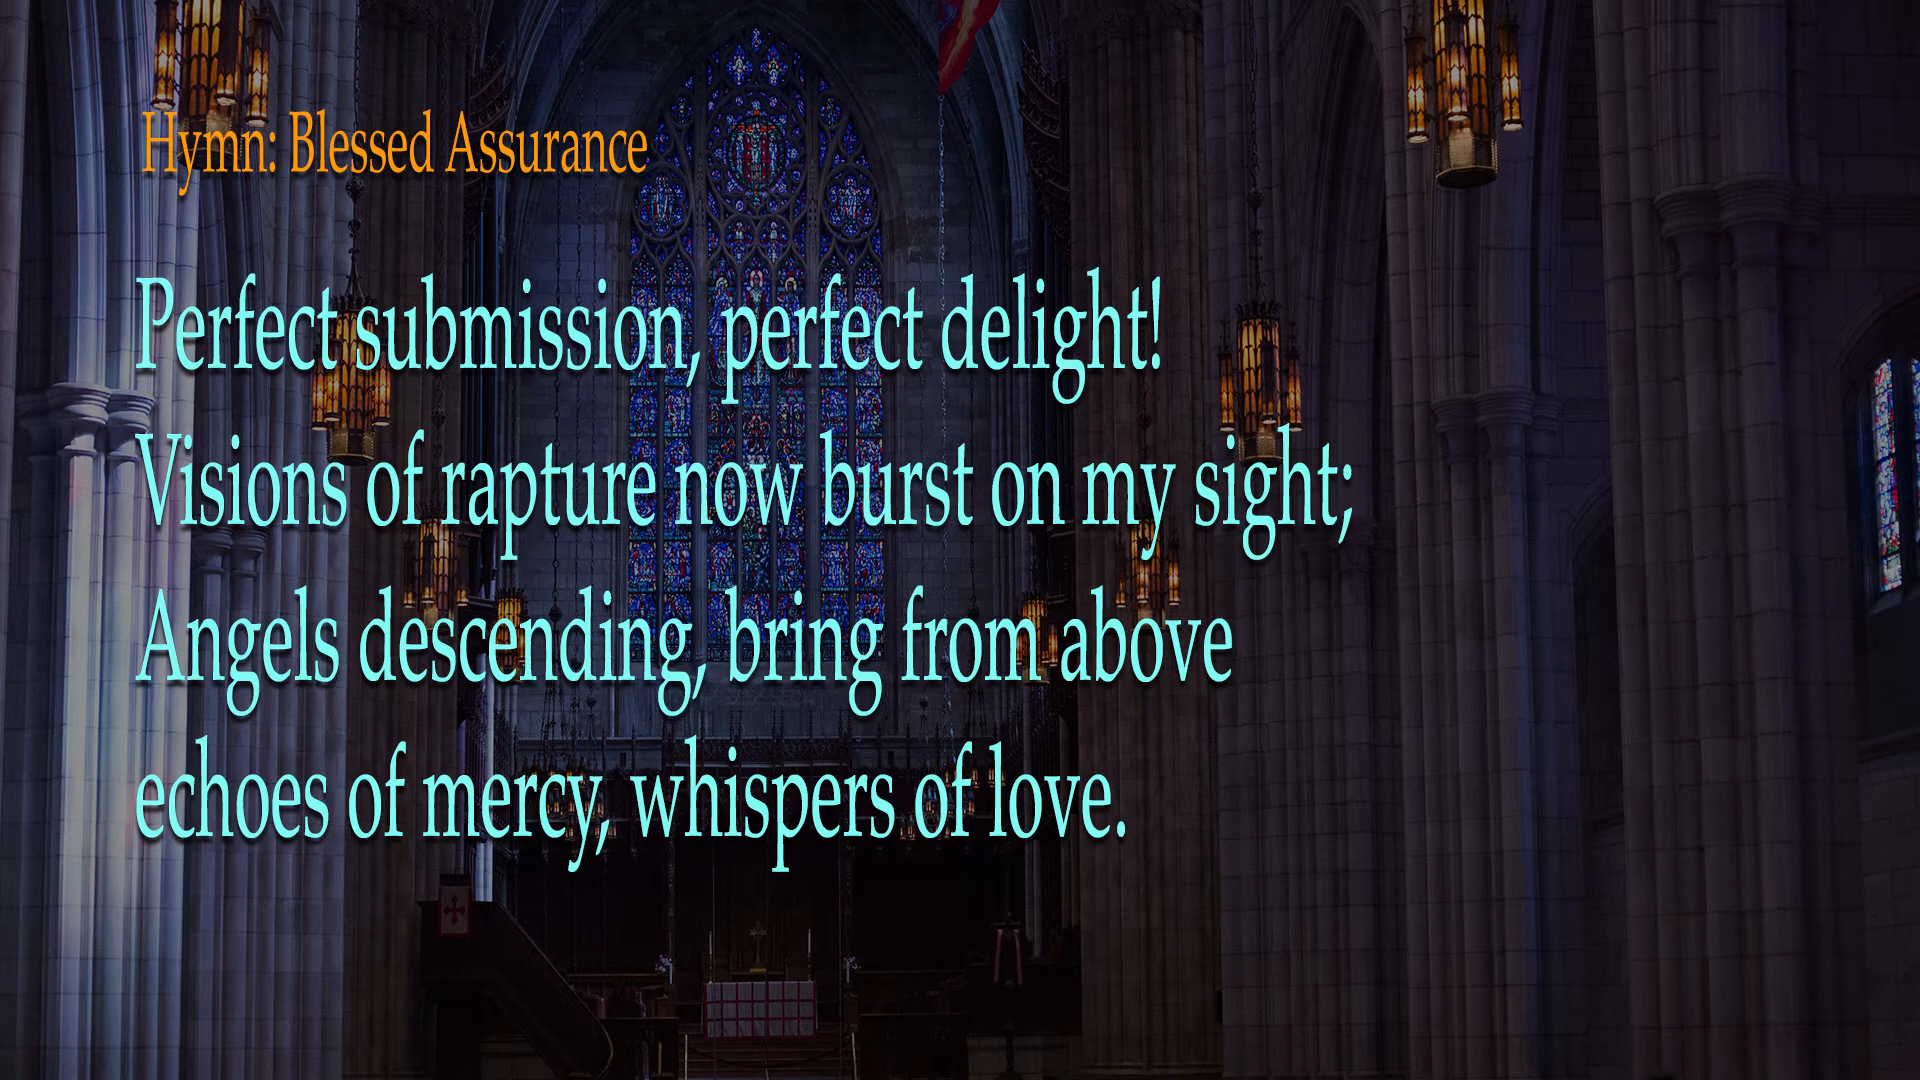 Hymn: Blessed Assurance
Perfect submission, perfect delight!
Visions of rapture now burst on my sight;
Angels descending, bring from above
echoes of mercy, whispers of love.